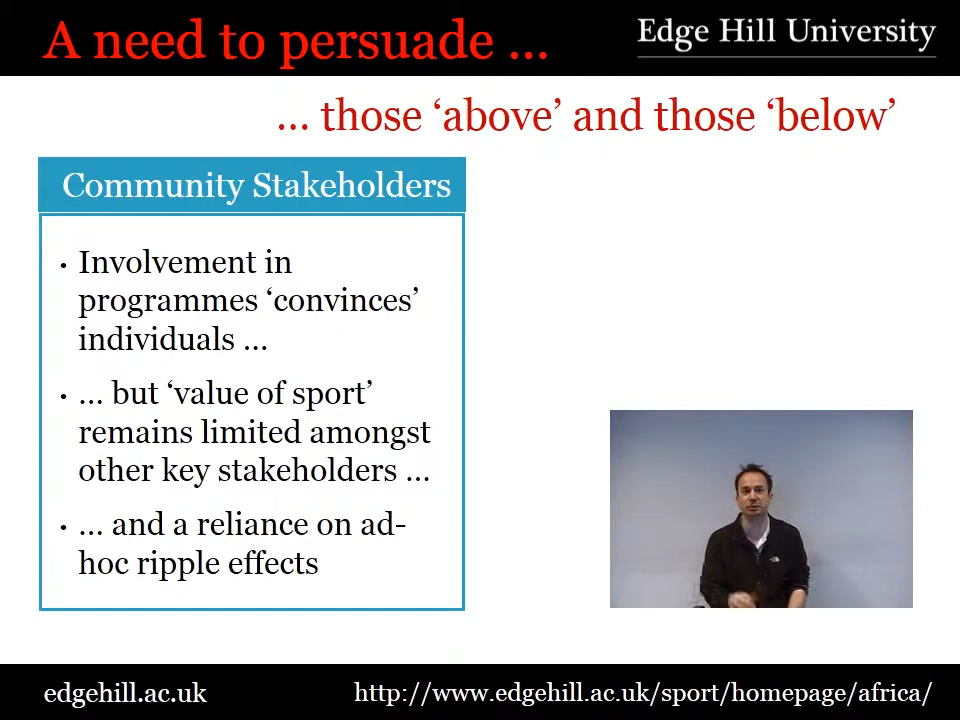 A need to persuade ...
Edge Hill University
... those ‘above’ and those ‘below’
Community Stakeholders
• Involvement in
programmes ‘convinces’
individuals ...
• ... but ‘value of sport’
remains limited amongst
other key stakeholders ...
• ... and a reliance on ad-
hoc ripple effects
edgehill.ac.uk
http://www.edgehill.ac.uk/sport/homepage/africa/